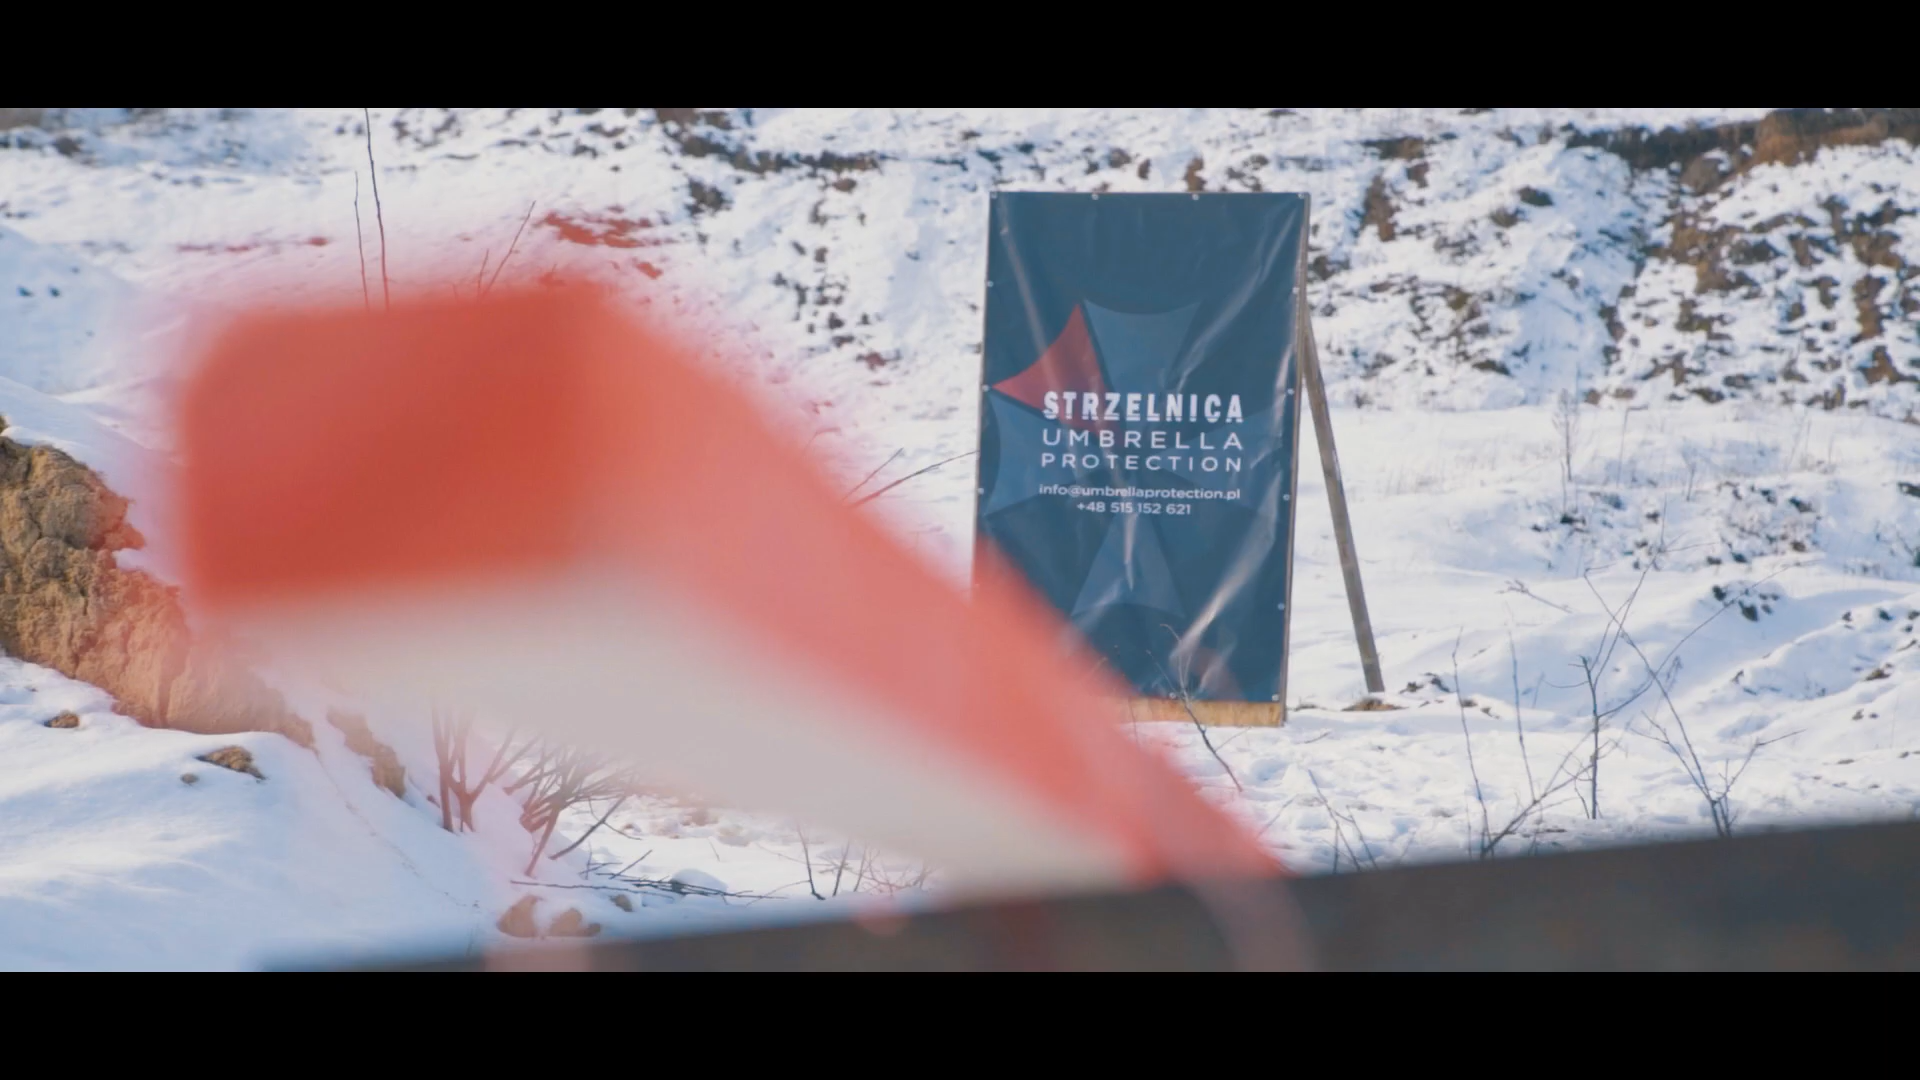 STRZELNICA
UMBRELLA
PROTECTION
info@umbrellaprotection.pl
+48 515 152 621